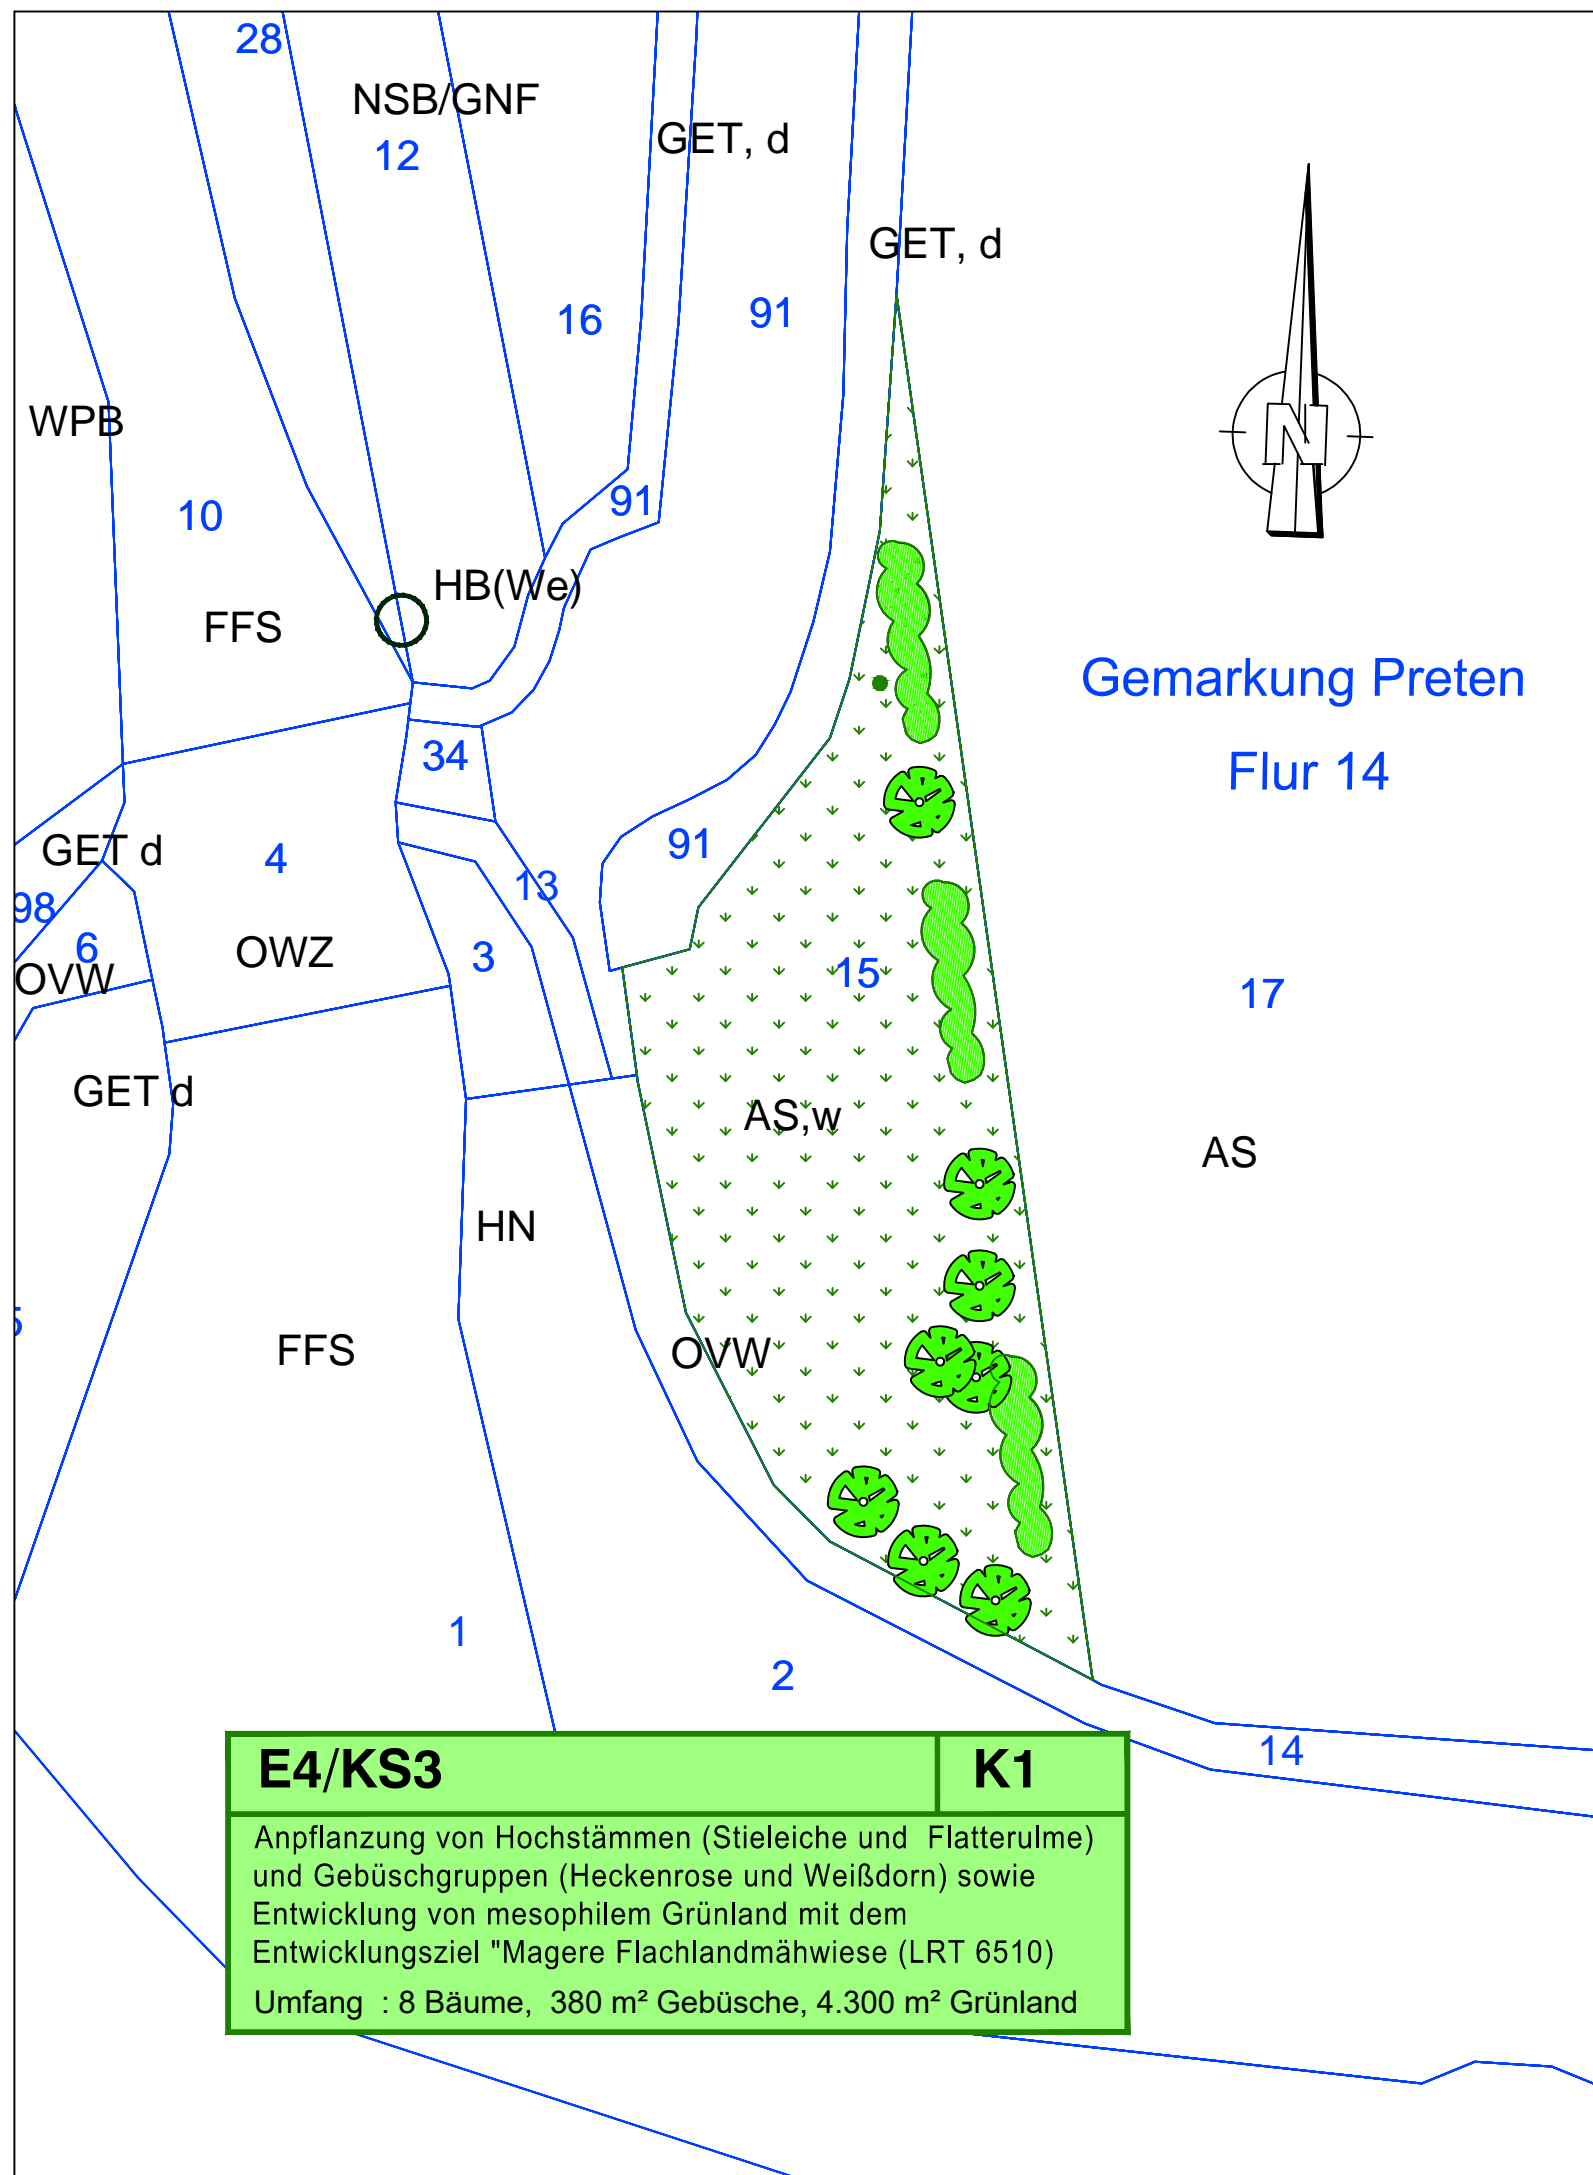 28
NSB/GNF
12
GET, d
GET, d
16
91
WPB
10
91
N
HB(We)
FFS
Gemarkung Preten
34
Flur 14
GET d
4
91
13
98
6
OWZ
3
15
OVW
17
GET d
AS,w
AS
HN
5
FFS
OVW
1
2
14
E4/KS3
K1
Anpflanzung von Hochstämmen (Stieleiche und Flatterulme)
und Gebüschgruppen (Heckenrose und Weißdorn) sowie
Entwicklung von mesophilem Grünland mit dem
Entwicklungsziel "Magere Flachlandmähwiese (LRT 6510)
Umfang : 8 Bäume, 380 m² Gebüsche, 4.300 m² Grünland